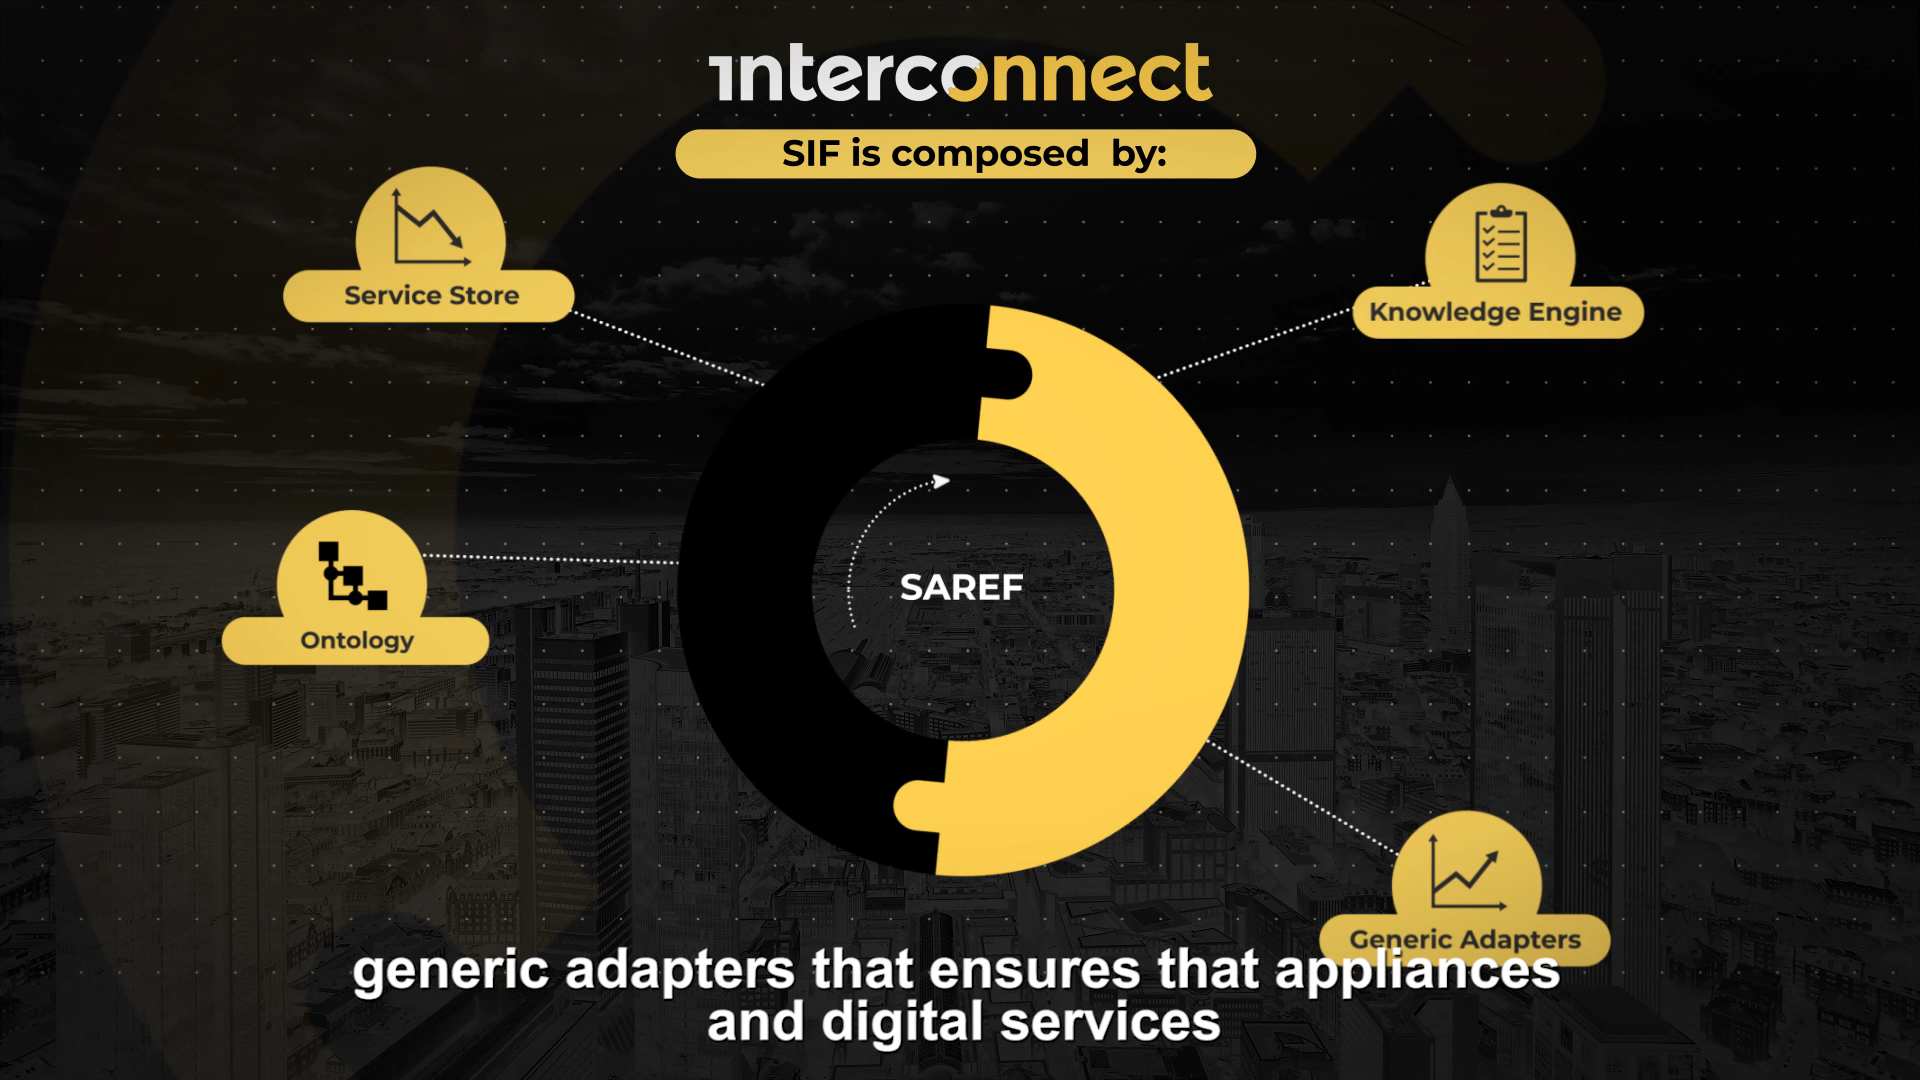 interconnect
SIF is composed by:
Service Store
Knowledge Engine
SAREF
Ontology
Generic Adapters
generic adapters that ensures that appliances
and digital services